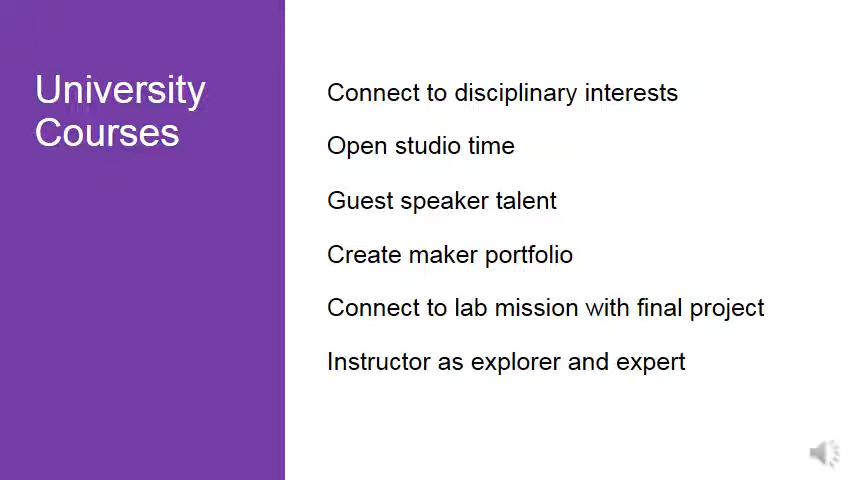 University
Courses
Connect to disciplinary interests
Open studio time
Guest speaker talent
Create maker portfolio
Connect to lab mission with final project
Instructor as explorer and expert